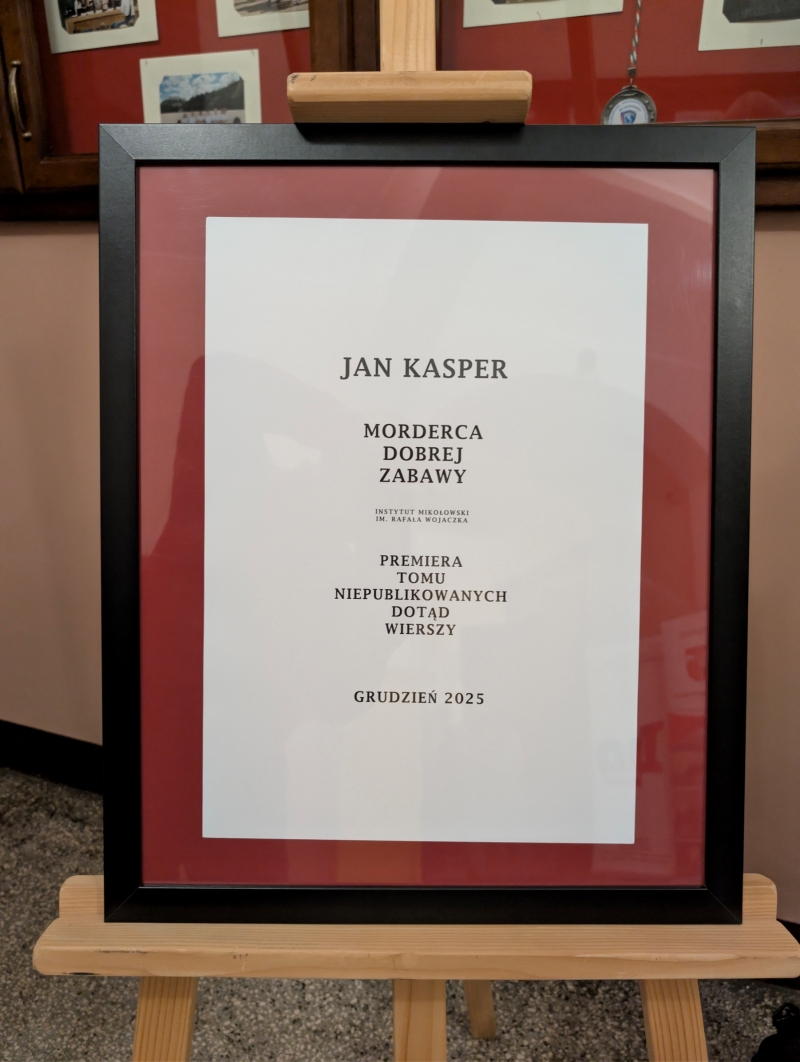 JAN KASPER
MORDERCA
DOBREJ
ZABAWY
INSTYTUT MIKOŁOWSKI
IM. RAFAŁA WOJACZKA
PREMIERA
TOMU
NIEPUBLIKOWANYCH
DOTĄD
WIERSZY
GRUDZIEŃ 2025